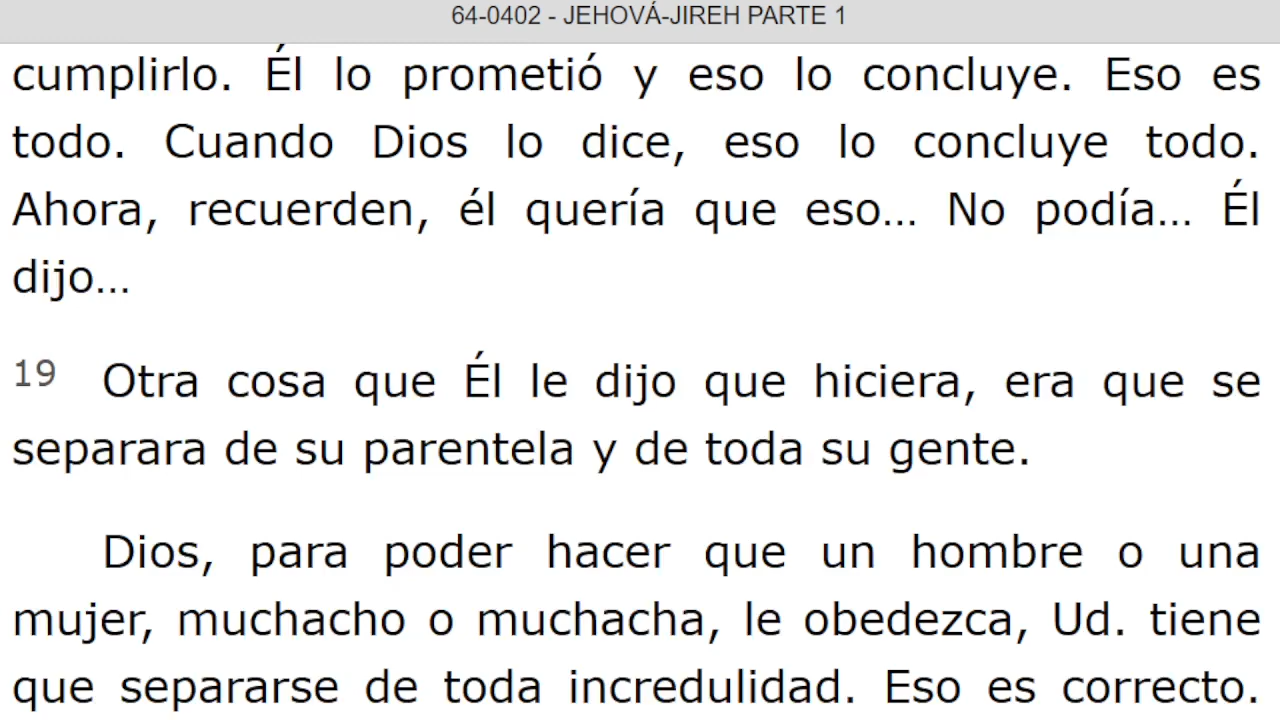 64-0402 - JEHOVÁ-JIREH PARTE 1
cumplirlo. Él lo prometió y eso lo concluye. Eso es
todo. Cuando Dios lo dice, eso lo concluye todo.
Ahora, recuerden, él quería que eso… No podía… Él
dijo…
19 Otra cosa que Él le dijo que hiciera, era que se
separara de su parentela y de toda su gente.
Dios, para poder hacer que un hombre o una
mujer, muchacho o muchacha, le obedezca, Ud. tiene
que separarse de toda incredulidad. Eso es correcto.